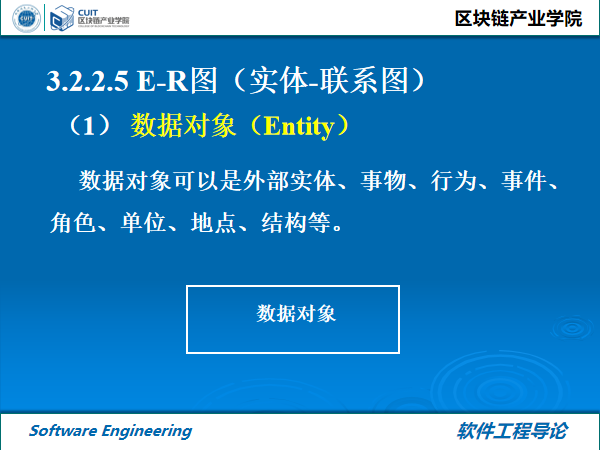 CUIT
区块链产业学院
区块链产业学院
3.2.2.5 E-R图（实体-联系图）
（1） 数据对象（Entity）
数据对象可以是外部实体、事物、行为、事件、
角色、单位、地点、结构等。
数据对象
Software Engineering
软件工程导论